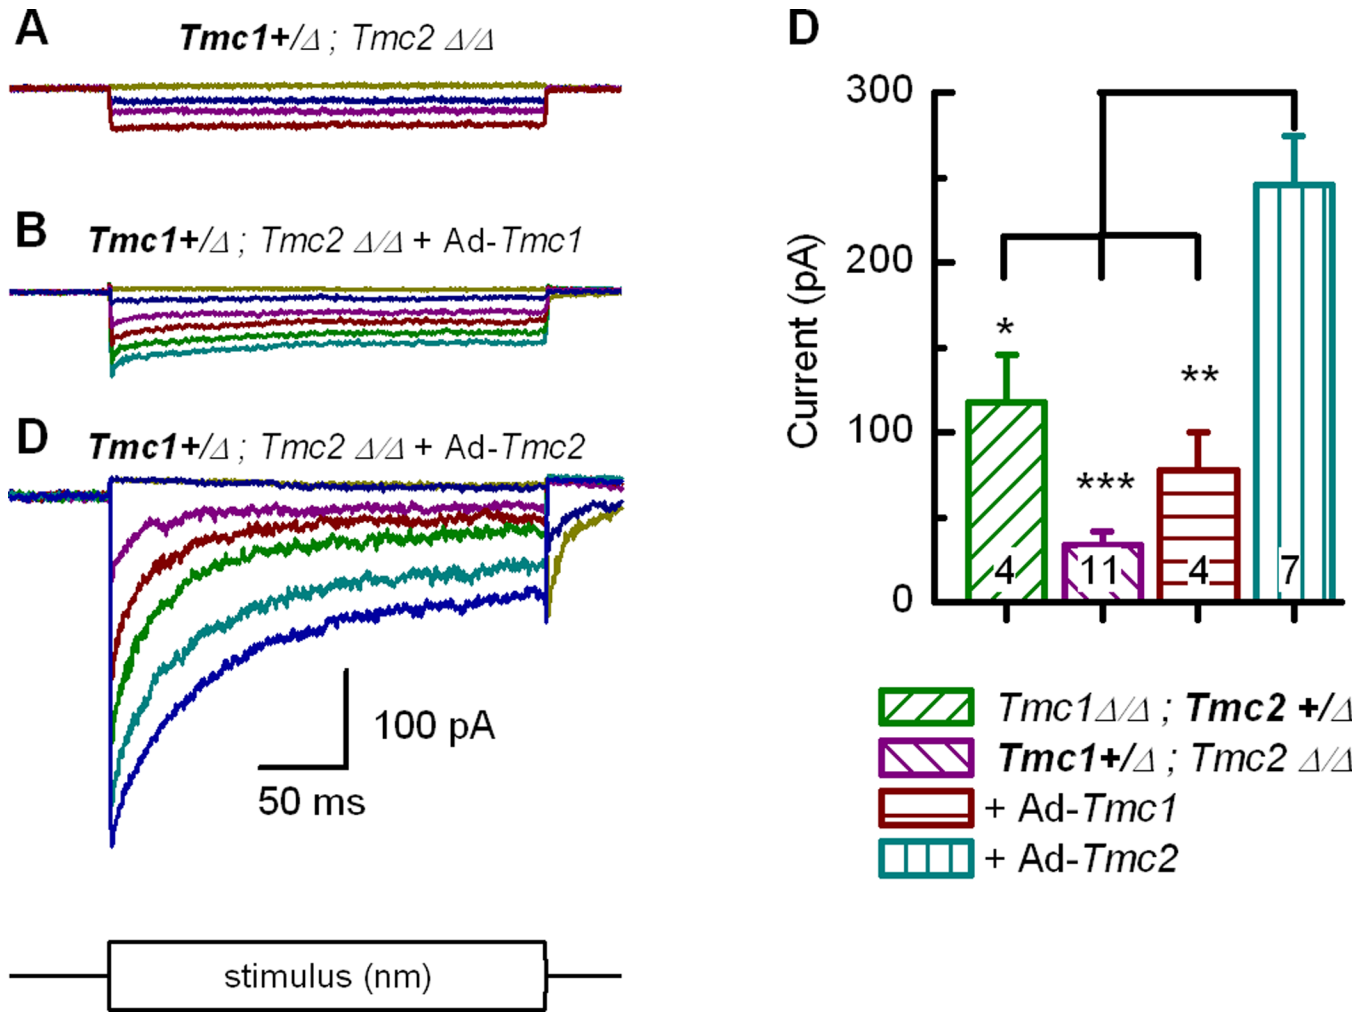 A
Tmc1+/Δ ; Tmc2 Δ/Δ
B
Tmc1+/Δ ; Tmc2 Δ/Δ + Ad-Tmc1
D
Tmc1+/Δ ; Tmc2 Δ/Δ + Ad-Tmc2
100 pA
50 ms
stimulus (nm)
D
Current (pA)
300
200
100
0
*
***
**
4
11
4
7
Tmc1Δ/Δ ; Tmc2 +/Δ
Tmc1+/Δ ; Tmc2 Δ/Δ
+ Ad-Tmc1
+ Ad-Tmc2